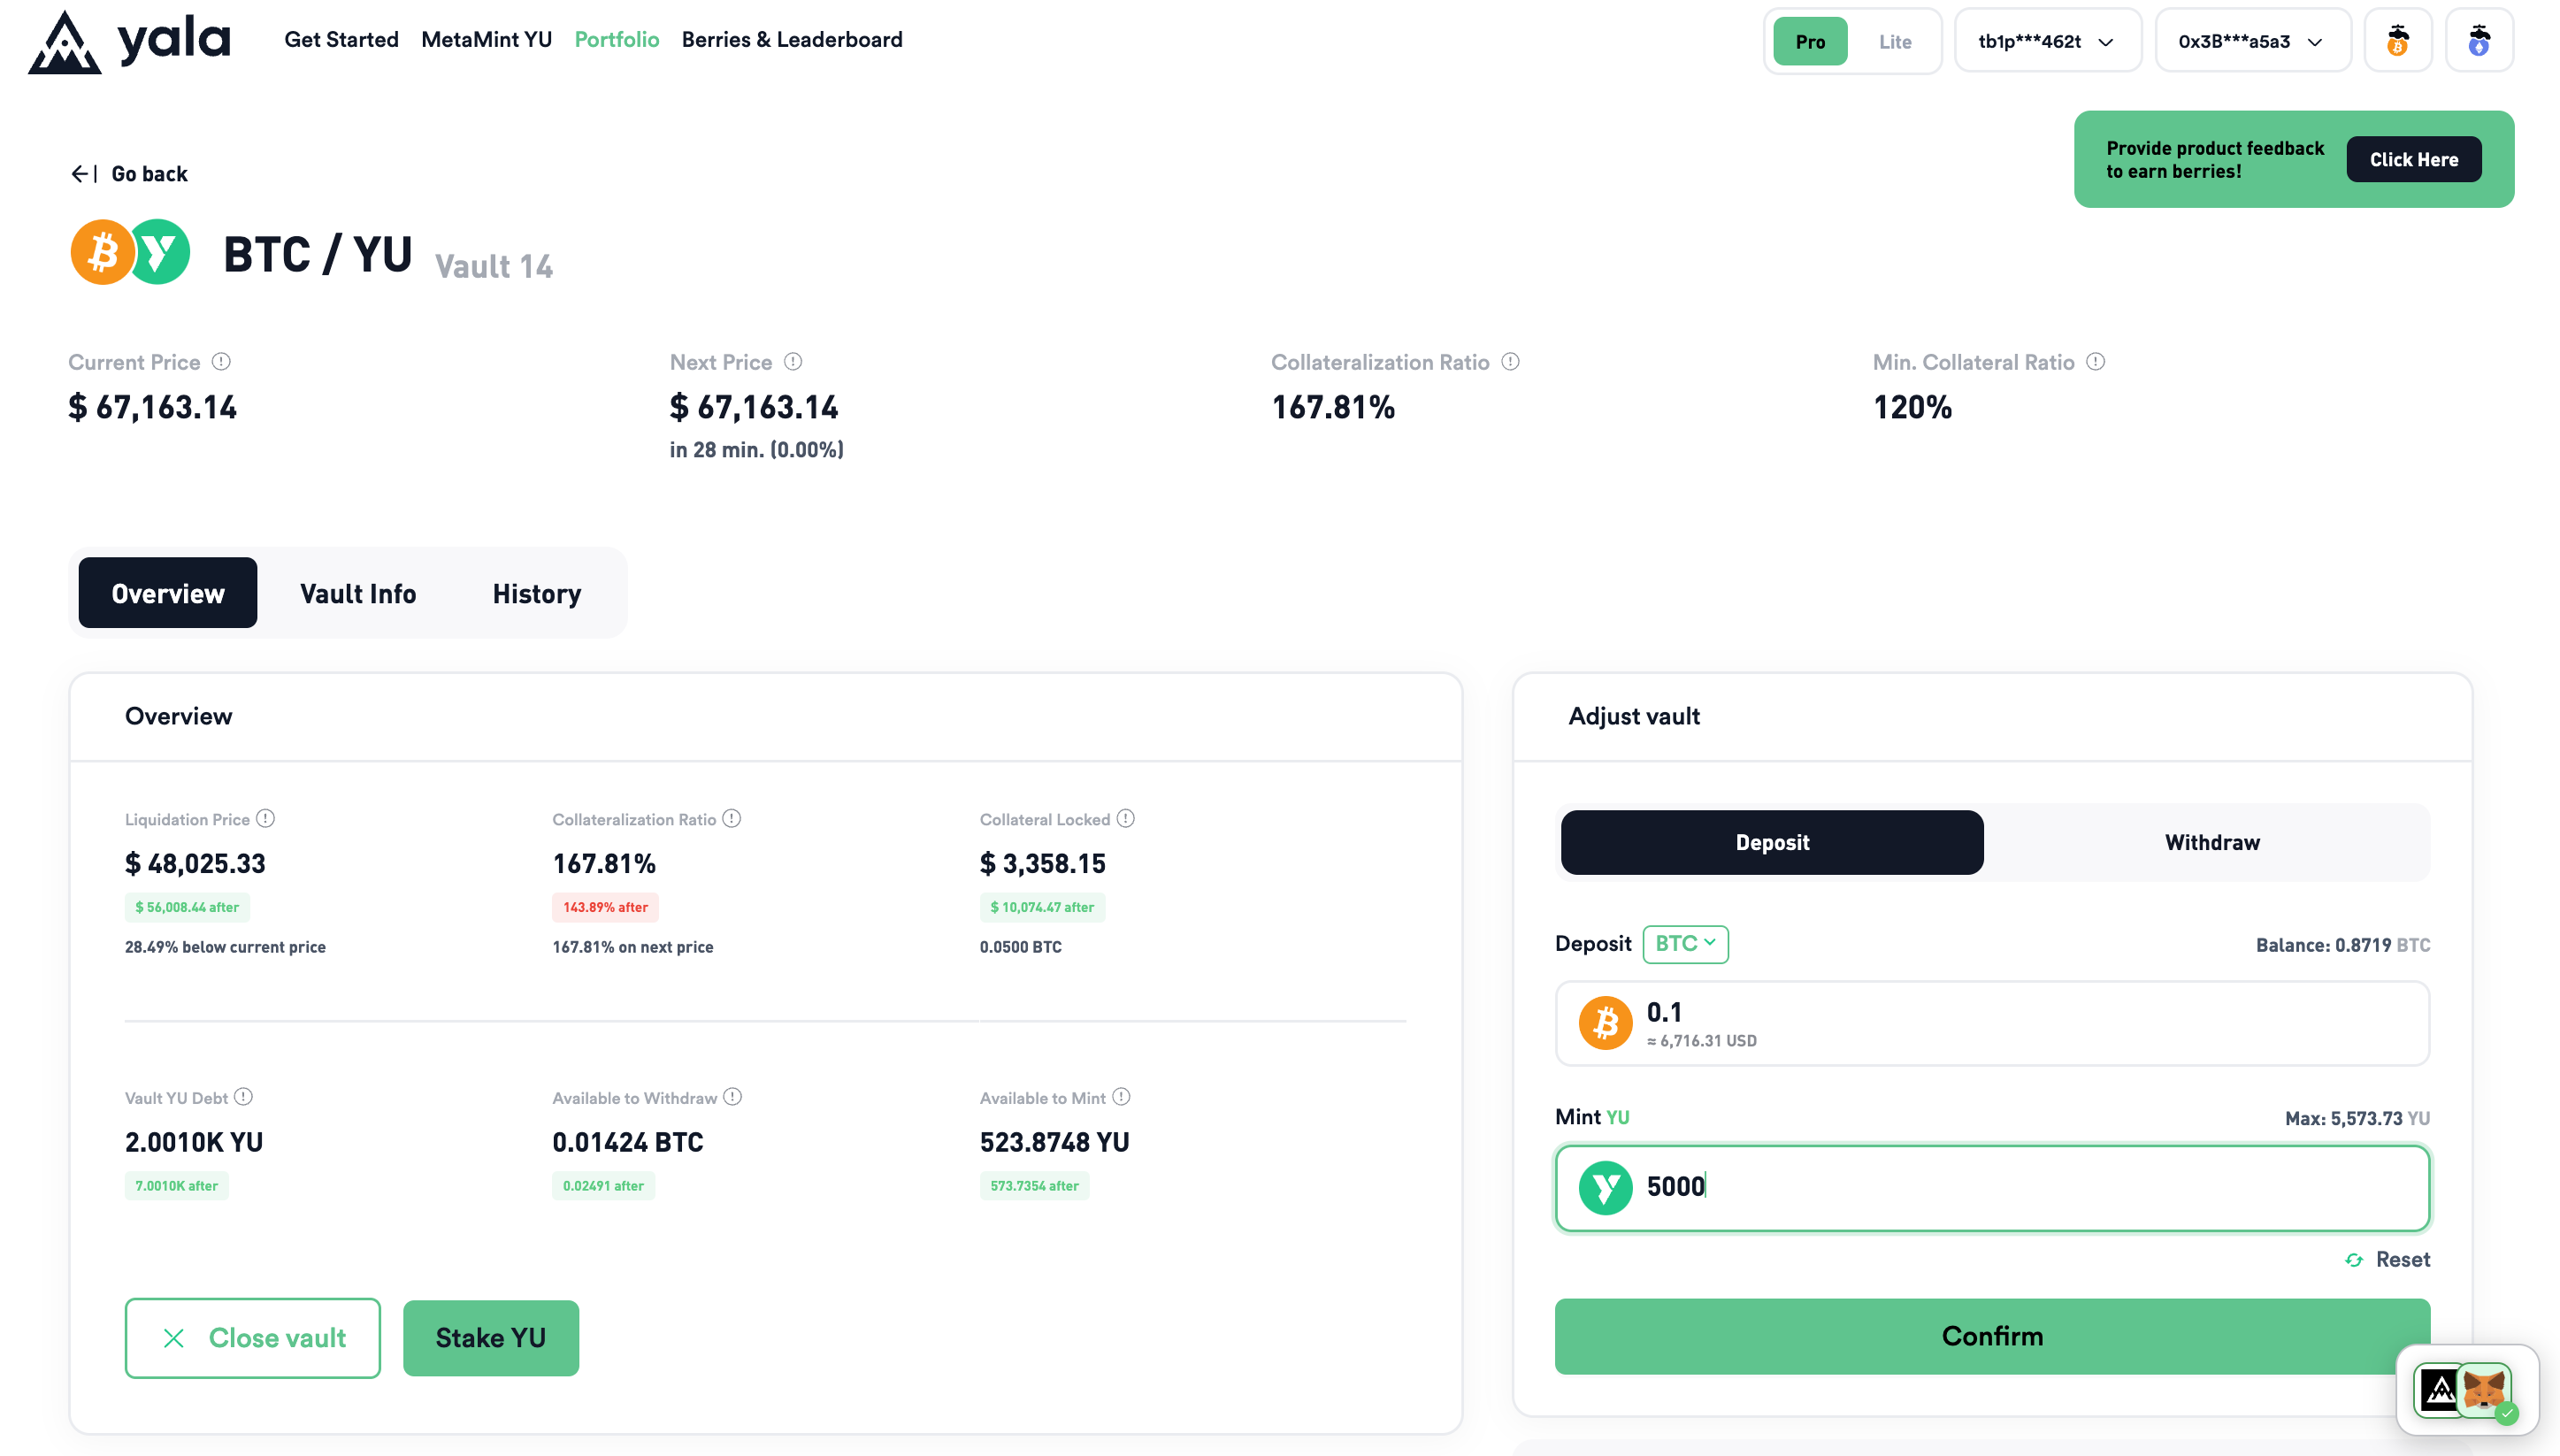 yala
Get Started
MetaMint YU
Portfolio
Berries & Leaderboard
Pro
Lite
tb1p***462t
0x3B***a5a3
Provide product feedback
to earn berries!
Click Here
Go back
BTC / YU
Vault 14
Current Price
$ 67,163.14
Next Price
$ 67,163.14
in 28 min. (0.00%)
Collateralization Ratio
167.81%
Min. Collateral Ratio
120%
Overview
Vault Info
History
Overview
Liquidation Price
$ 48,025.33
$ 56,008.44 after
28.49% below current price
Collateralization Ratio
167.81%
143.89% after
167.81% on next price
Collateral Locked
$ 3,358.15
$ 10,074.47 after
0.0500 BTC
Vault YU Debt
2.0010K YU
7.0010K after
Available to Withdraw
0.01424 BTC
0.02491 after
Available to Mint
523.8748 YU
573.7354 after
Close vault
Stake YU
Adjust vault
Deposit
Withdraw
Deposit
BTC
Balance: 0.8719 BTC
0.1
≈ 6,716.31 USD
Mint YU
Max: 5,573.73 YU
5000
Reset
Confirm